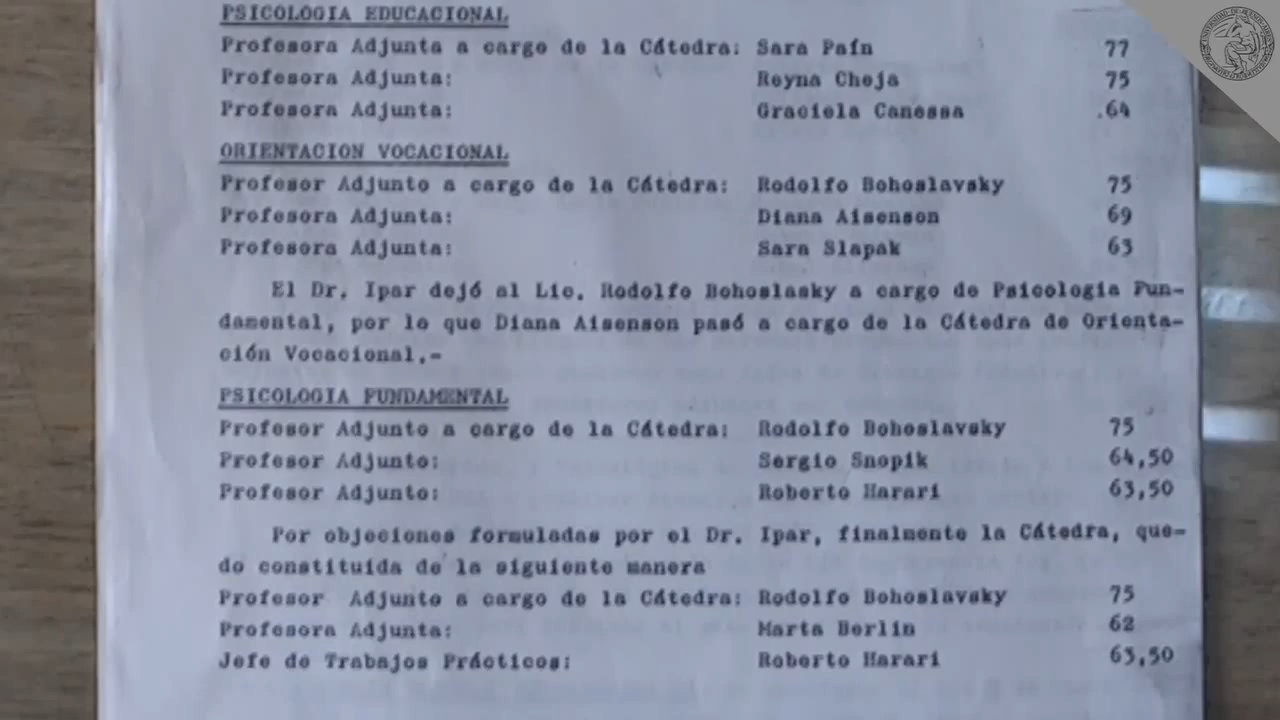 PSICOLOGIA EDUCACIONAL
Profesora Adjunta a cargo de la Cátedra: Sara Paín 77
Profesora Adjunta: Reyna Cheja 75
Profesora Adjunta: Graciela Canessa .64
ORIENTACION VOCACIONAL
Profesor Adjunto a cargo de la Cátedra: Rodolfo Bohoslavsky 75
Profesora Adjunta: Diana Aisenson 69
Profesora Adjunta: Sara Slapak 63
El Dr. Ipar dejó al Lic. Rodolfo Bohoslasky a cargo de Psicología Fun-
damental, por lo que Diana Aisenson pasó a cargo de la Cátedra de Orienta-
ción Vocacional.-
PSICOLOGIA FUNDAMENTAL
Profesor Adjunto a cargo de la Cátedra: Rodolfo Bohoslavsky 75
Profesor Adjunto: Sergio Snopik 64,50
Profesor Adjunto: Roberto Harari 63,50
Por objeciones formuladas por el Dr. Ipar, finalmente la Cátedra, que-
do constituída de la siguiente manera
Profesor Adjunto a cargo de la Cátedra: Rodolfo Bohoslavsky 75
Profesora Adjunta: Marta Berlin 62
Jefe de Trabajos Prácticos: Roberto Harari 63,50